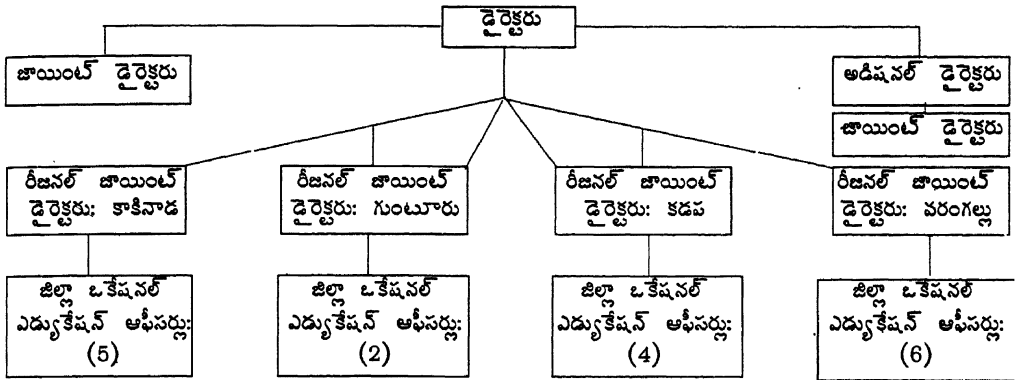 డైరెక్టరు
జాయింట్ డైరెక్టరు
అడిషనల్ డైరెక్టరు
జాయింట్ డైరెక్టరు
రీజనల్ జాయింట్
డైరెక్టరు; కాకినాడ
రీజనల్ జాయింట్
డైరెక్టరు: గుంటూరు
రీజనల్ జాయింట్
డైరెక్టరు: కడప
రీజనల్ జాయింట్
డైరెక్టరు: వరంగల్లు
జిల్లా ఒకేషనల్
ఎడ్యుకేషన్ ఆఫీసర్లు:
(5)
జిల్లా ఒకేషనల్
ఎడ్యుకేషన్ ఆఫీసర్లు:
(2)
జిల్లా ఒకేషనల్
ఎడ్యుకేషన్ ఆఫీసర్లు:
(4)
జిల్లా ఒకేషనల్
ఎడ్యుకేషన్ ఆఫీసర్లు:
(6)